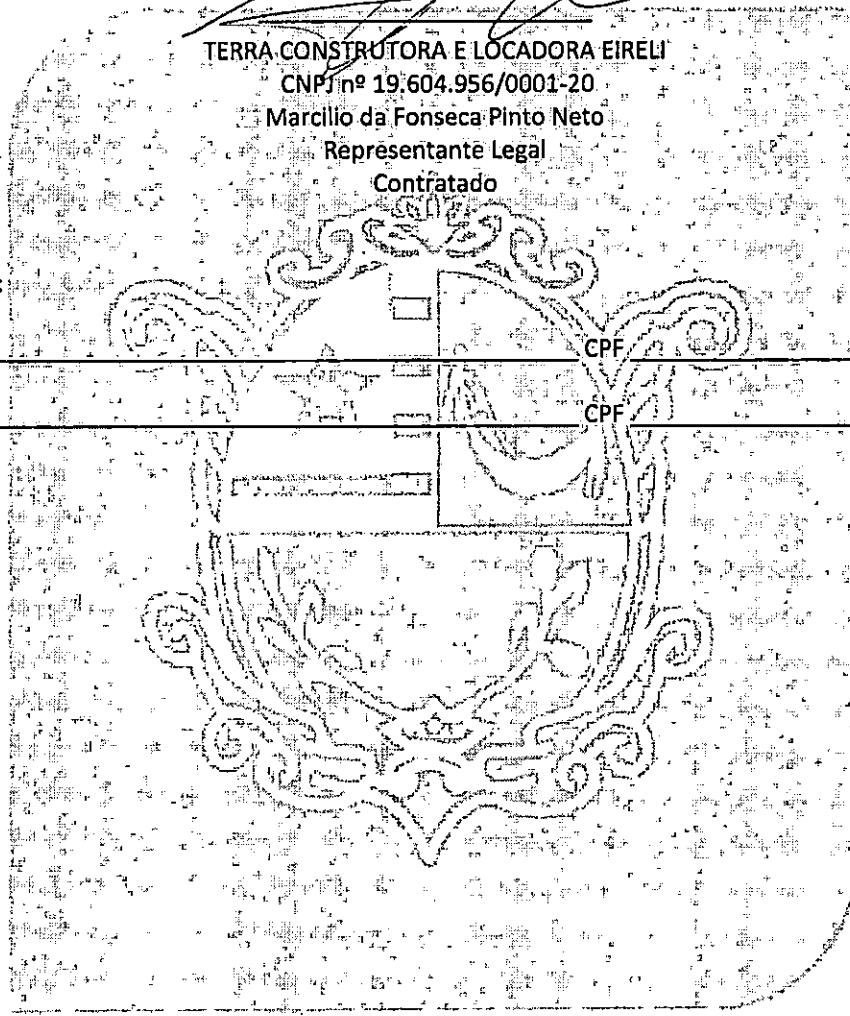 TERRA CONSTRUTORA E LOCADORA EIRELI
CNPJ nº 19.604.956/0001-20
Marcilio da Fonseca Pinto Neto
Representante Legal
Contratado
CPF
CPF